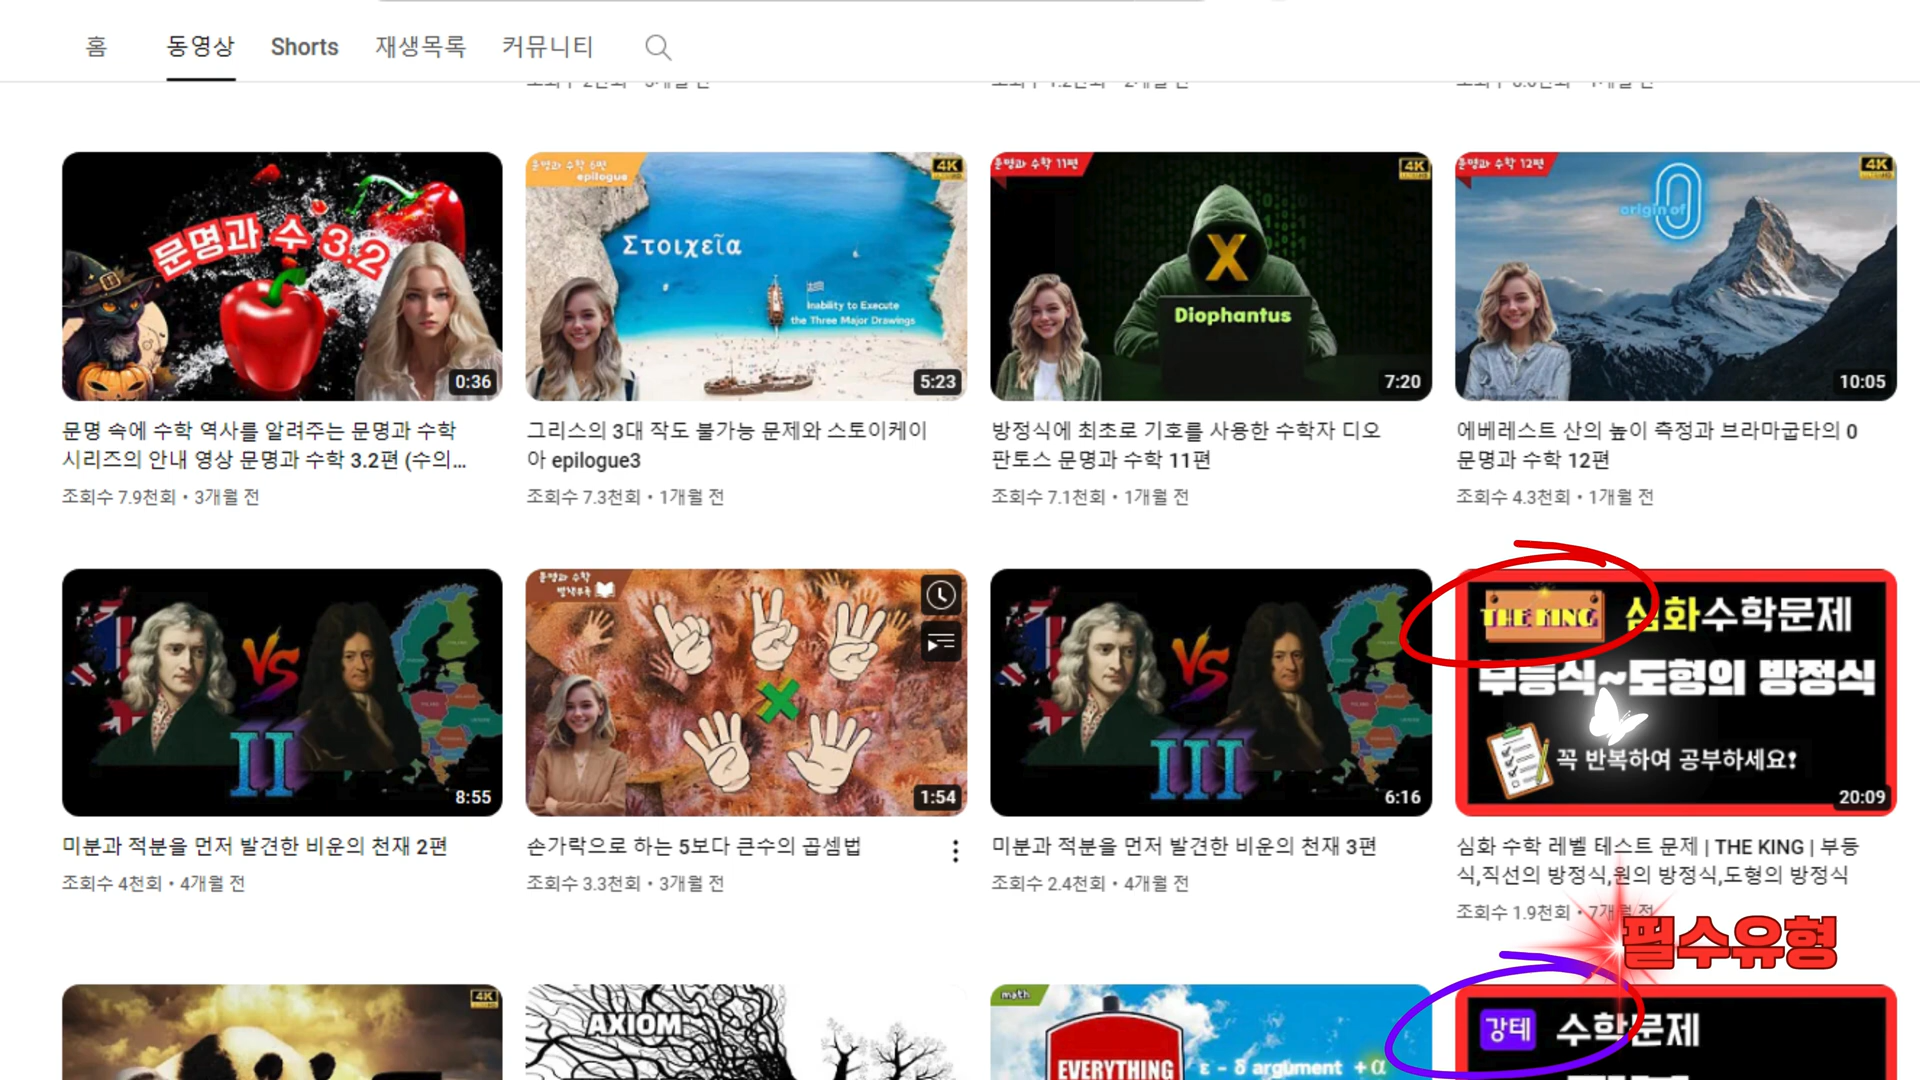 홈 동영상 Shorts 재생목록 커뮤니티
문명과 수 3.2
0:36
문명과 수학 6편
epilogue
4K
Στοιχεῖα
Inability to Execute
the Three Major Drawings
5:23
문명과 수학 11편
4K
X
Diophantus
7:20
문명과 수학 12편
4K
origin of 0
10:05
문명 속에 수학 역사를 알려주는 문명과 수학
시리즈의 안내 영상 문명과 수학 3.2편 (수의...
조회수 7.9천회 • 3개월 전
그리스의 3대 작도 불가능 문제와 스토이케이
아 epilogue3
조회수 7.3천회 • 1개월 전
방정식에 최초로 기호를 사용한 수학자 디오
판토스 문명과 수학 11편
조회수 7.1천회 • 1개월 전
에베레스트 산의 높이 측정과 브라마굽타의 0
문명과 수학 12편
조회수 4.3천회 • 1개월 전
VS
II
8:55
문명과 수학
1:54
VS
III
6:16
THE KING 심화수학문제
부등식~도형의 방정식
꼭 반복하여 공부하세요!
20:09
미분과 적분을 먼저 발견한 비운의 천재 2편
조회수 4천회 • 4개월 전
손가락으로 하는 5보다 큰수의 곱셈법
조회수 3.3천회 • 3개월 전
미분과 적분을 먼저 발견한 비운의 천재 3편
조회수 2.4천회 • 4개월 전
심화 수학 레벨 테스트 문제 | THE KING | 부등
식,직선의 방정식,원의 방정식,도형의 방정식
조회수 1.9천회 • 7개월 전
필수유형
4K
AXIOM
math
EVERYTHING
ε - δ argument + α
강테 수학문제